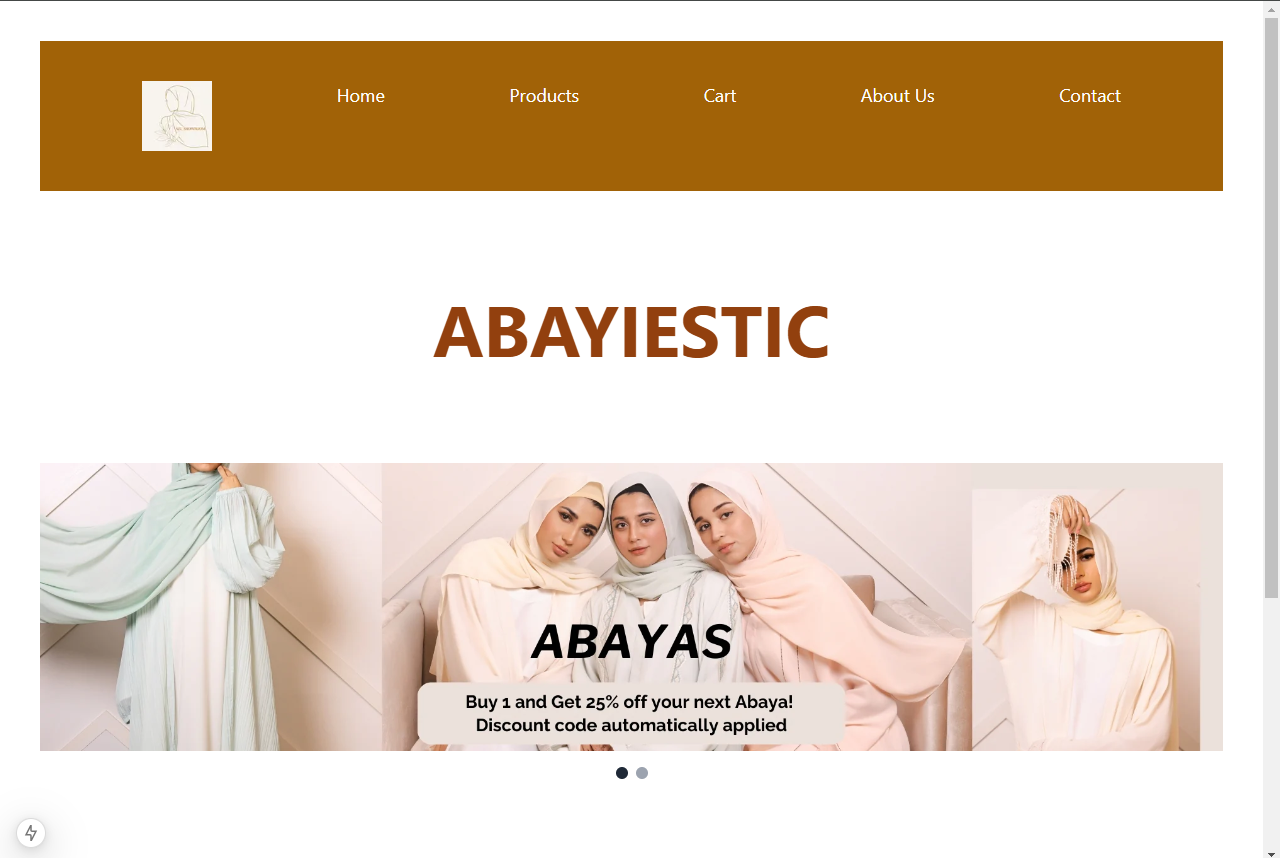 Home
Products
Cart
About Us
Contact
ABAYIESTIC
ABAYAS
Buy 1 and Get 25% off your next Abaya!
Discount code automatically applied